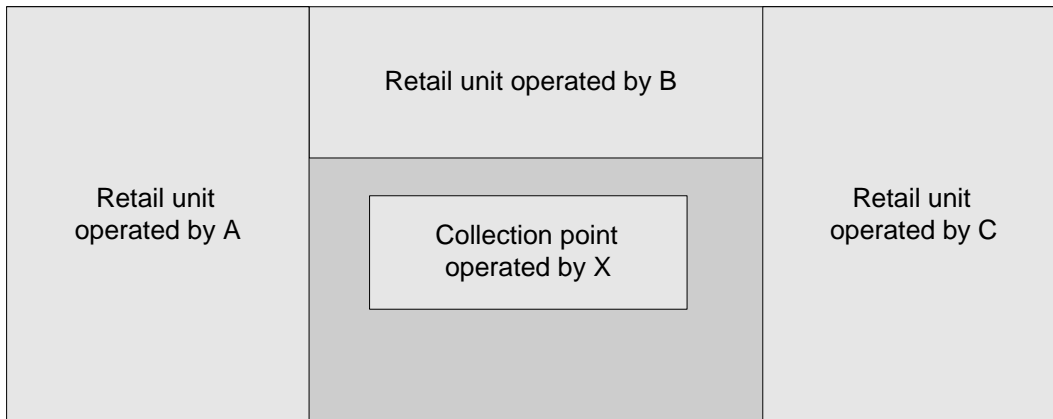 Retail unit operated by B
Retail unit
operated by A
Collection point
operated by X
Retail unit
operated by C